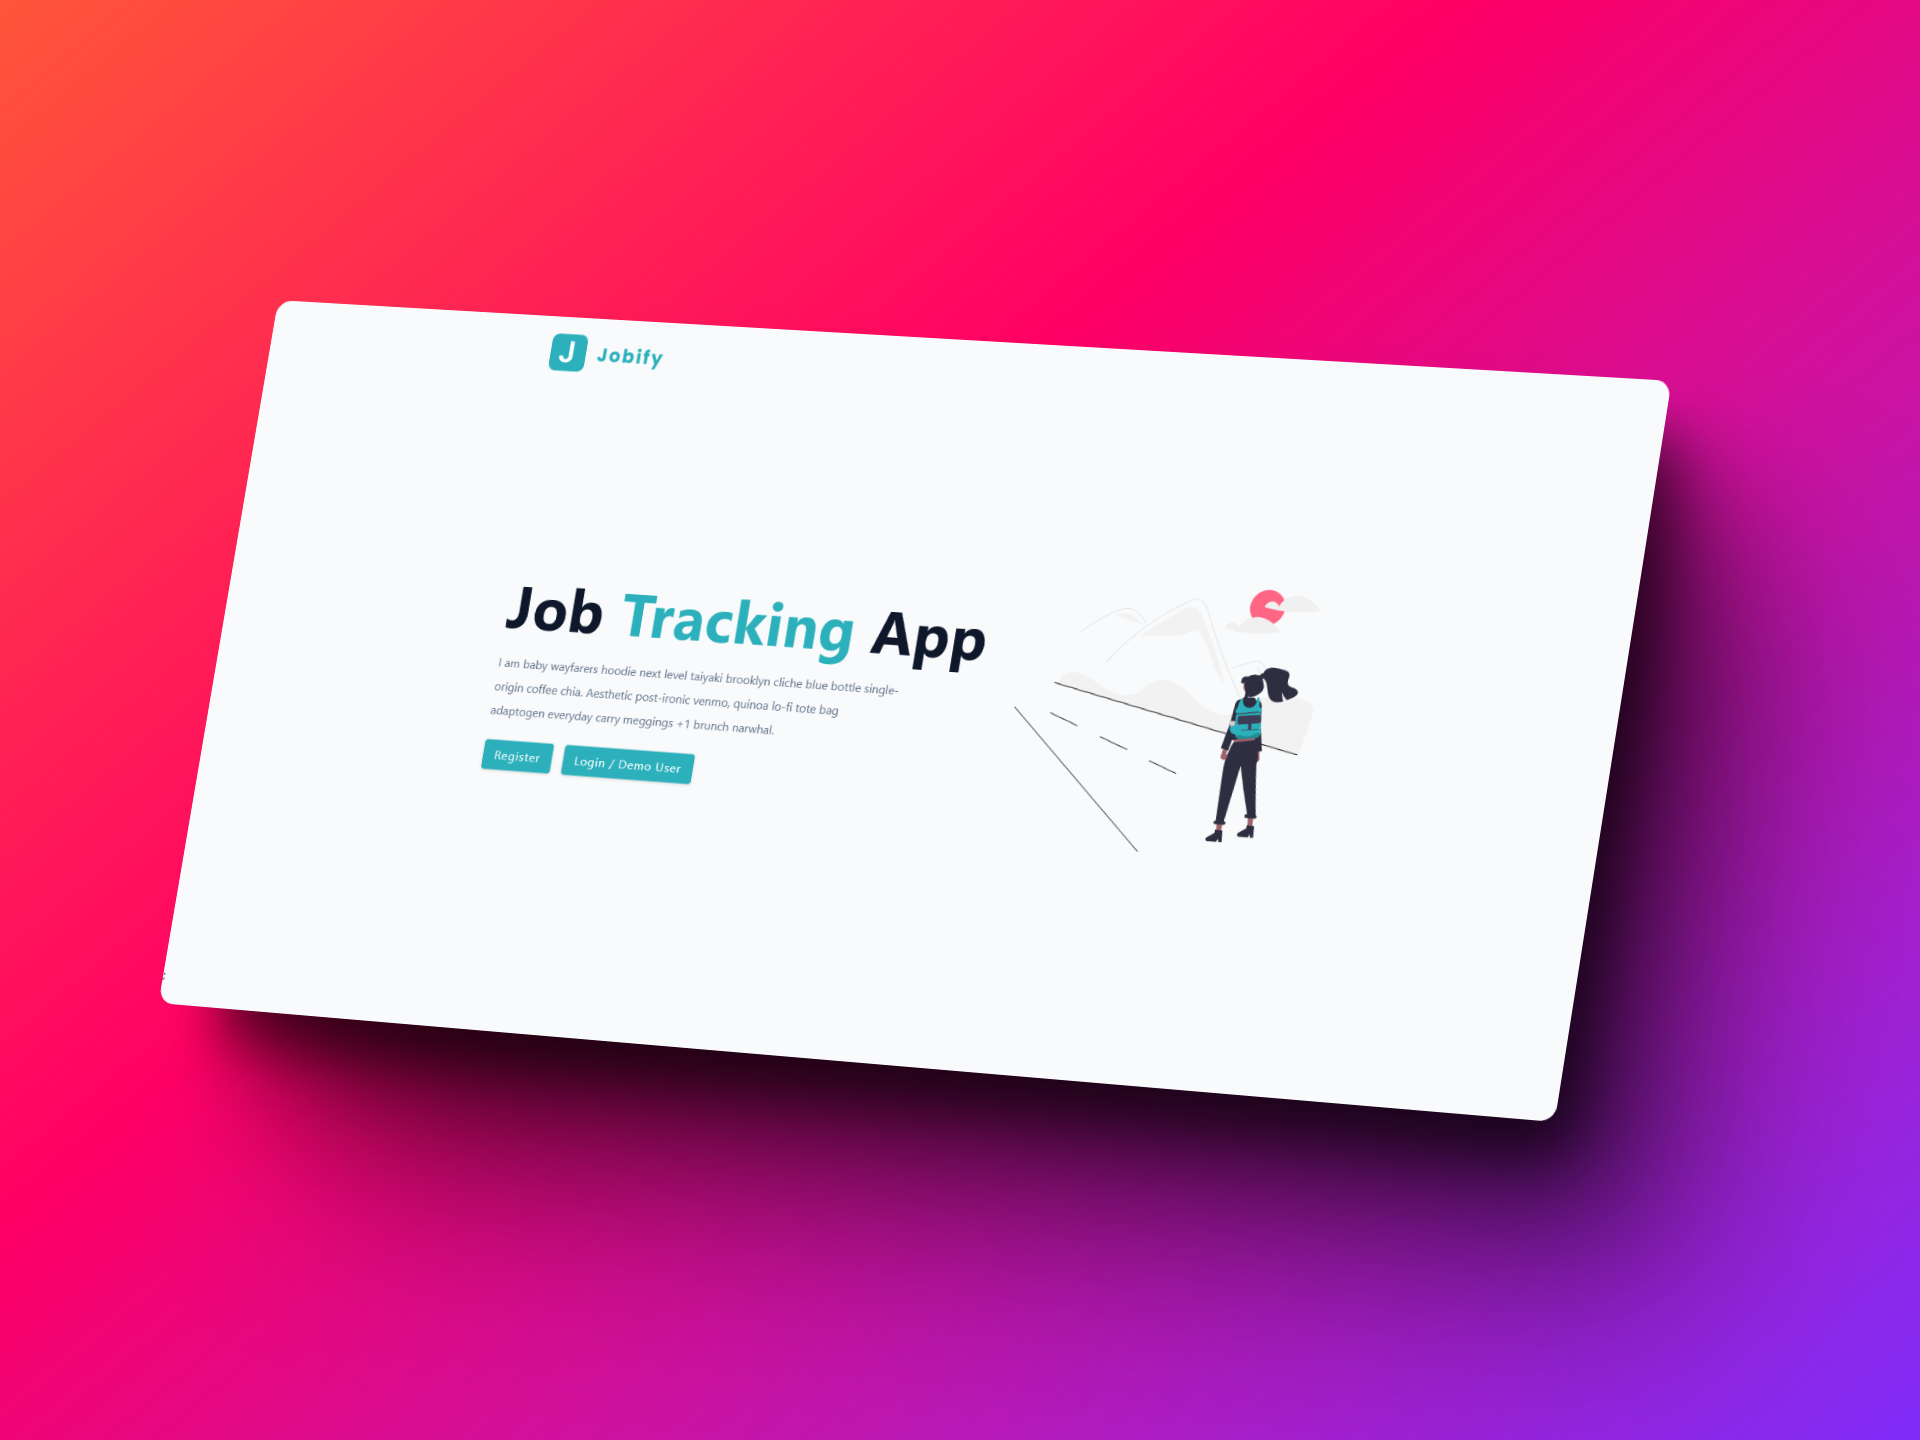 J Jobify
Job Tracking App
I am baby wayfarers hoodie next level taiyaki brooklyn cliche blue bottle single-
origin coffee chia. Aesthetic post-ironic venmo, quinoa lo-fi tote bag
adaptogen everyday carry meggings +1 brunch narwhal.
Register Login / Demo User